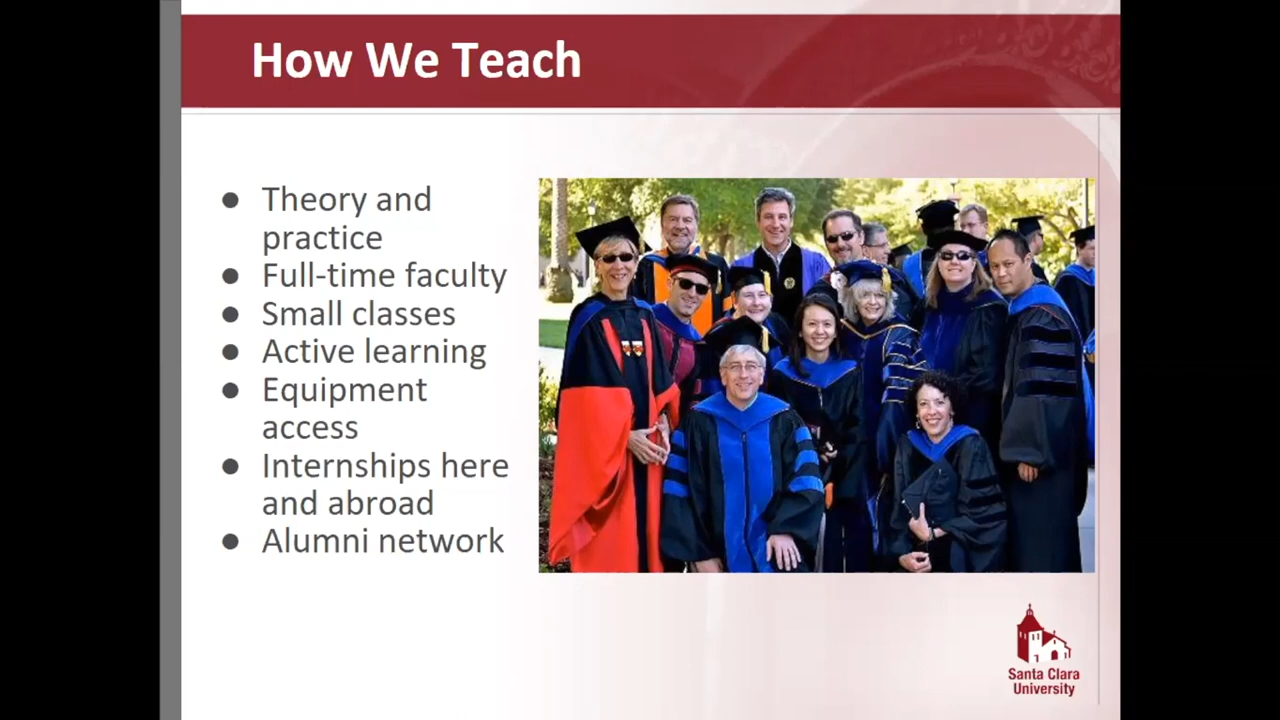 How We Teach
● Theory and
practice
● Full-time faculty
● Small classes
● Active learning
● Equipment
access
● Internships here
and abroad
● Alumni network
Santa Clara
University